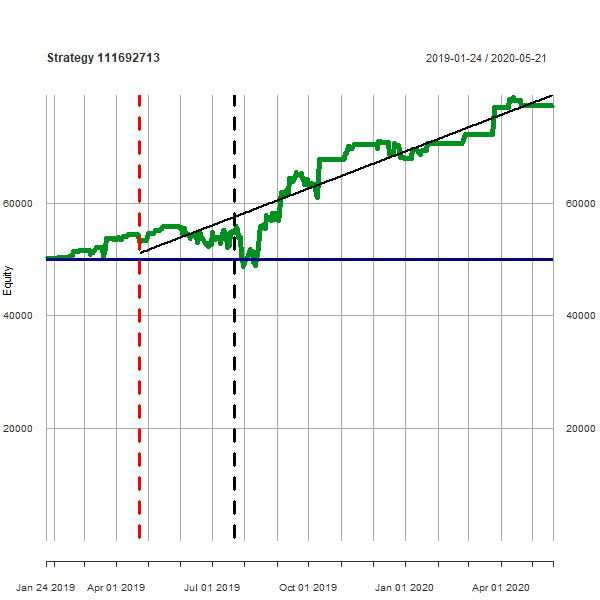 Strategy 111692713 2019-01-24 / 2020-05-21
60000 60000
Equity
40000 40000
20000 20000
Jan 24 2019 Apr 01 2019 Jul 01 2019 Oct 01 2019 Jan 01 2020 Apr 01 2020